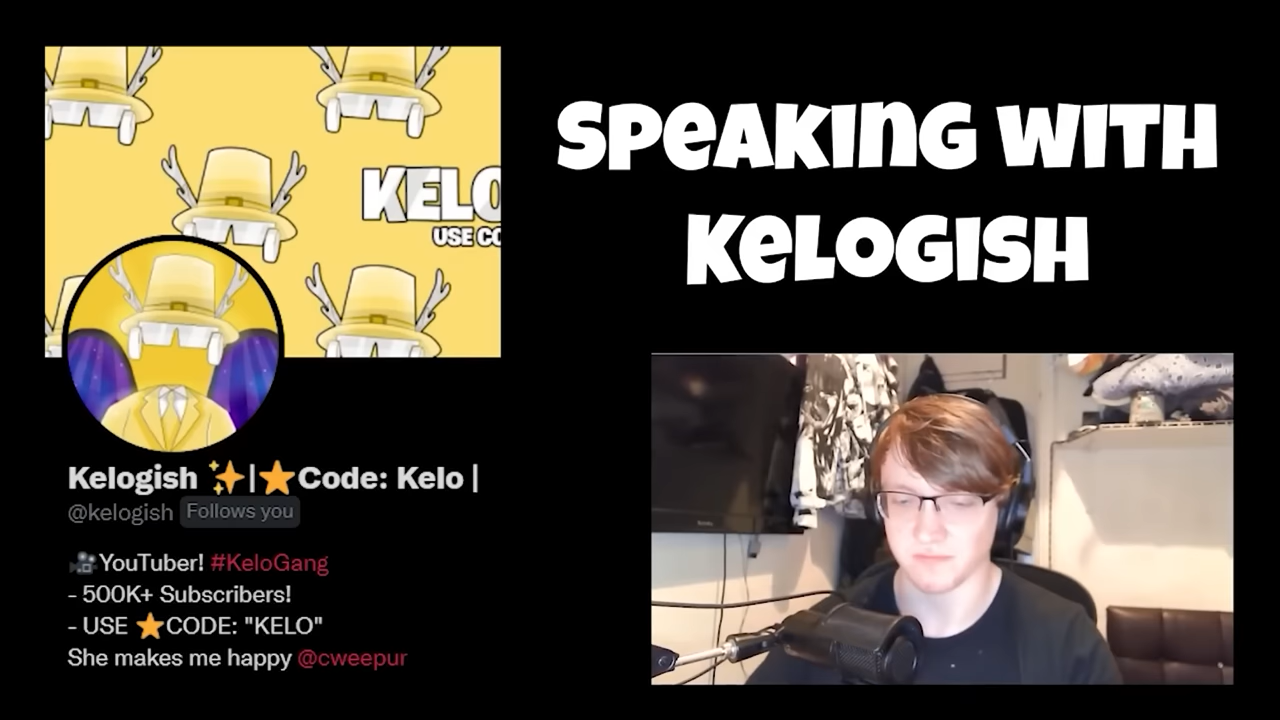 KELO
USE CO
SPEAKING WITH
KELOGISH
Kelogish ✨|⭐Code: Kelo |
@kelogish Follows you
🎥YouTuber! #KeloGang
- 500K+ Subscribers!
- USE ⭐CODE: "KELO"
She makes me happy @cweepur